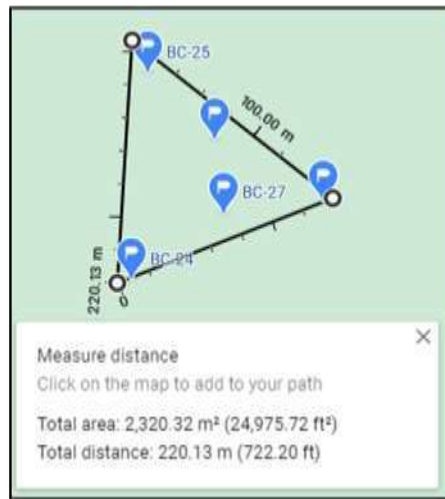 BC-25
100.00 m
BC-27
BC-24
220.13 m
0
Measure distance
Click on the map to add to your path
Total area: 2,320.32 m² (24,975.72 ft²)
Total distance: 220.13 m (722.20 ft)